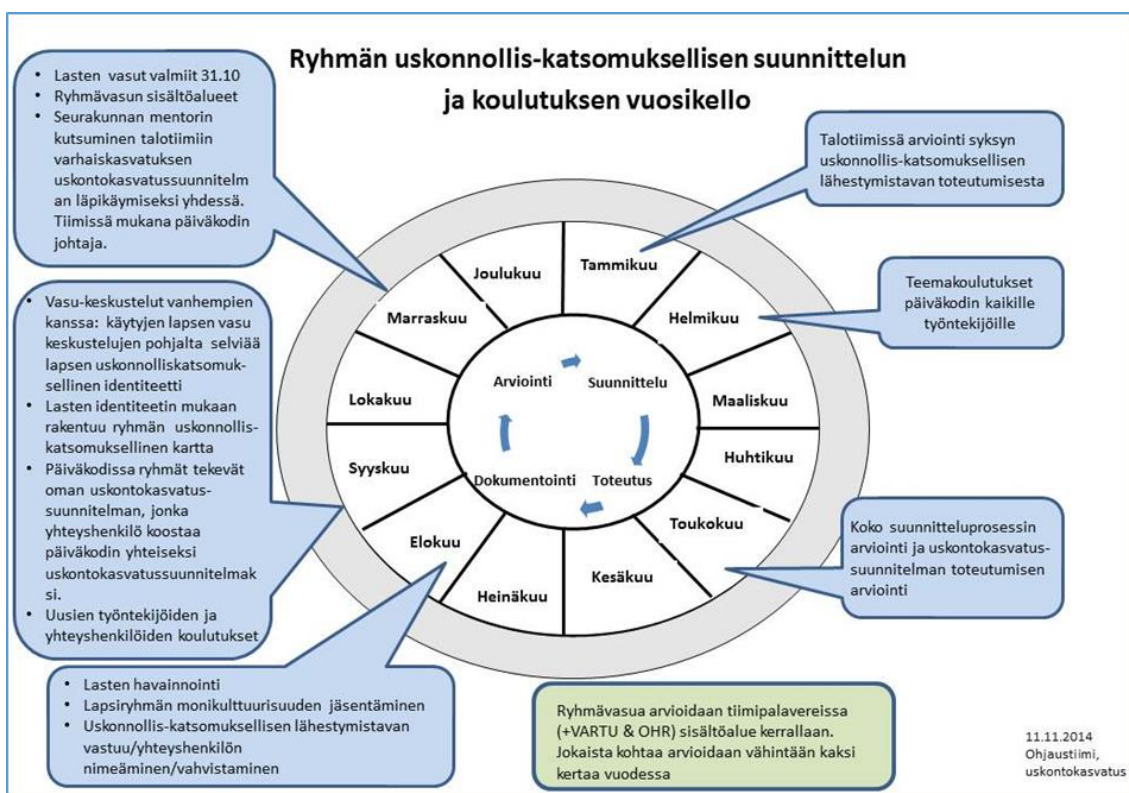 Ryhmän uskonnollis-katsomuksellisen suunnittelun
ja koulutuksen vuosikello
• Lasten vasut valmiit 31.10
• Ryhmävasun sisältöalueet
• Seurakunnan mentorin
kutsuminen talotiimiin
varhaiskasvatuksen
uskontokasvatussuunnitelm
an läpikäymiseksi yhdessä.
Tiimissä mukana päiväkodin
johtaja.
Talotiimissä arviointi syksyn
uskonnollis-katsomuksellisen
lähestymistavan toteutumisesta
Teemakoulutukset
päiväkodin kaikille
työntekijöille
Joulukuu
Tammikuu
Marraskuu
Helmikuu
Lokakuu
Maaliskuu
Syyskuu
Huhtikuu
Elokuu
Toukokuu
Heinäkuu
Kesäkuu
Arviointi
Suunnittelu
Dokumentointi
Toteutus
• Vasu-keskustelut vanhempien
kanssa: käytyjen lapsen vasu
keskustelujen pohjalta selviää
lapsen uskonnolliskatsomuk-
sellinen identiteetti
• Lasten identiteetin mukaan
rakentuu ryhmän uskonnollis-
katsomuksellinen kartta
• Päiväkodissa ryhmät tekevät
oman uskontokasvatus-
suunnitelman, jonka
yhteyshenkilö koostaa
päiväkodin yhteiseksi
uskontokasvatussuunnitelmak
si.
• Uusien työntekijöiden ja
yhteyshenkilöiden koulutukset
Koko suunnitteluprosessin
arviointi ja uskontokasvatus-
suunnitelman toteutumisen
arviointi
• Lasten havainnointi
• Lapsiryhmän monikulttuurisuuden jäsentäminen
• Uskonnollis-katsomuksellisen lähestymistavan
vastuu/yhteyshenkilön
nimeäminen/vahvistaminen
Ryhmävasua arvioidaan tiimipalavereissa
(+VARTU & OHR) sisältöalue kerrallaan.
Jokaista kohtaa arvioidaan vähintään kaksi
kertaa vuodessa
11.11.2014
Ohjaustiimi,
uskontokasvatus